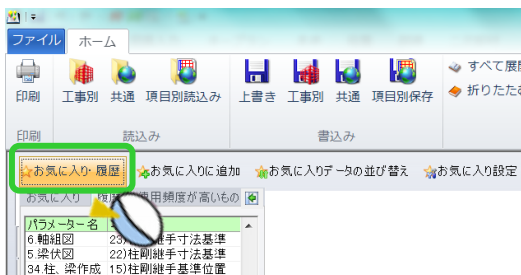 ファイル ホーム
印刷 工事別 共通 項目別読込み 上書き 工事別 共通 項目別保存
すべて展開
折りたたむ
印刷 読込み 書込み
お気に入り・履歴 お気に入りに追加 お気に入りデータの並び替え お気に入り設定
お気に入り 使用頻度が高いもの
パラメーター名
6.軸組図 継手寸法基準
5.梁伏図 22)柱剛継手寸法基準
34.柱、梁作成 15)柱剛継手基準位置